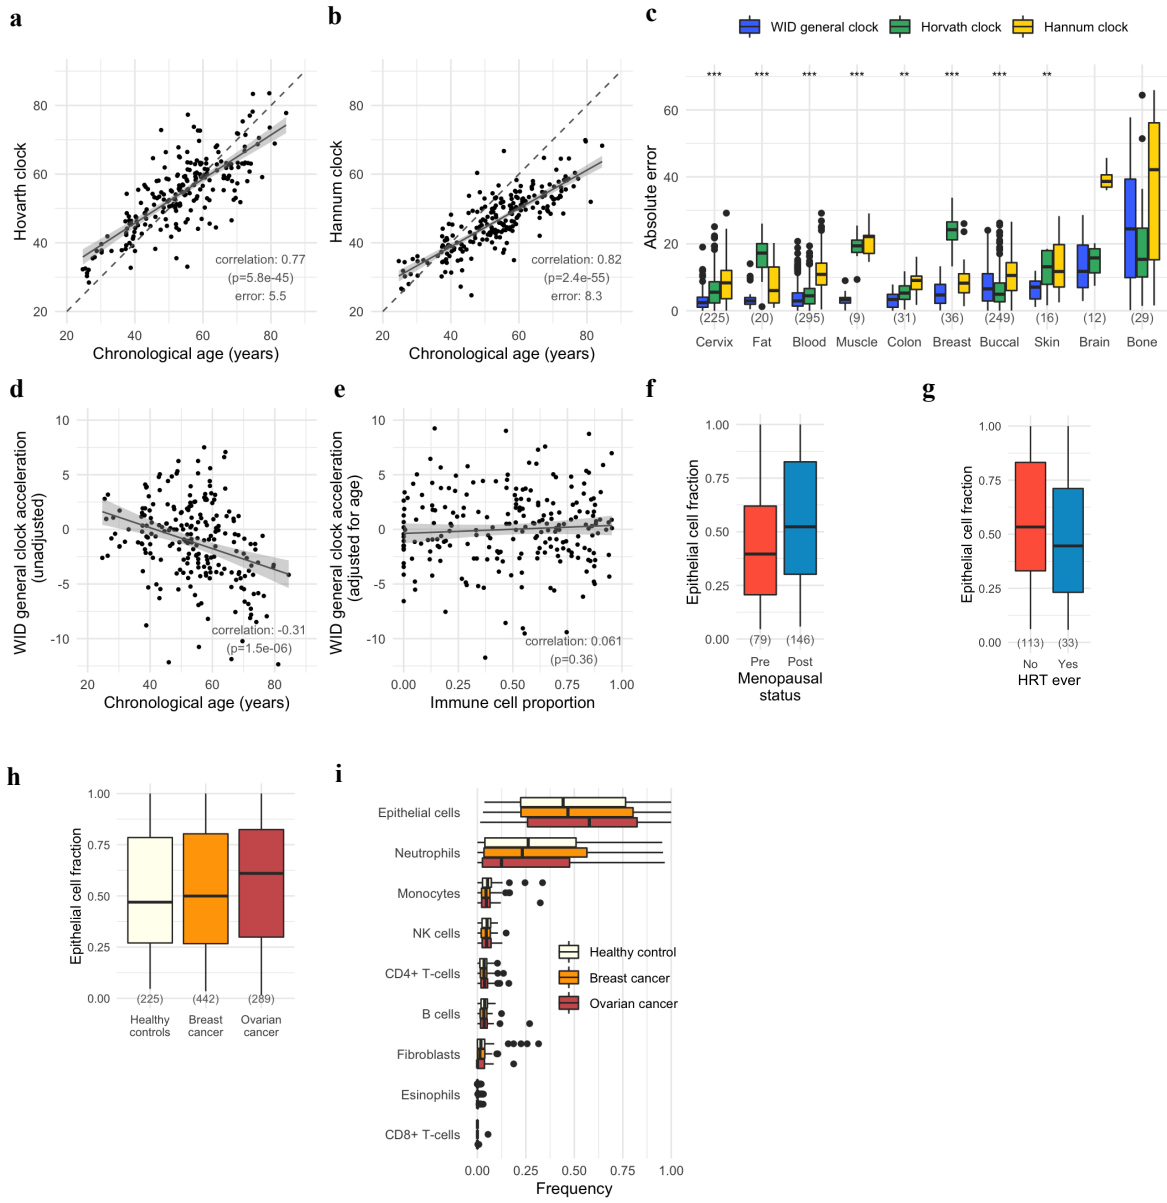 a
Hovarth clock
80
60
40
20
20
40
60
80
correlation: 0.77
(p=5.8e-45)
error: 5.5
Chronological age (years)
b
Hannum clock
80
60
40
20
20
40
60
80
correlation: 0.82
(p=2.4e-55)
error: 8.3
Chronological age (years)
c
WID general clock
Horvath clock
Hannum clock
Absolute error
60
40
20
0
*** *** *** *** ** *** *** **
(225) (20) (295) (9) (31) (36) (249) (16) (12) (29)
Cervix Fat Blood Muscle Colon Breast Buccal Skin Brain Bone
d
WID general clock acceleration
(unadjusted)
10
5
0
-5
-10
correlation: -0.31
(p=1.5e-06)
20 40 60 80
Chronological age (years)
e
WID general clock acceleration
(adjusted for age)
10
5
0
-5
-10
correlation: 0.061
(p=0.36)
0.00 0.25 0.50 0.75 1.00
Immune cell proportion
f
Epithelial cell fraction
1.00
0.75
0.50
0.25
0.00
(79) (146)
Pre Post
Menopausal
status
g
Epithelial cell fraction
1.00
0.75
0.50
0.25
0.00
(113) (33)
No Yes
HRT ever
h
Epithelial cell fraction
1.00
0.75
0.50
0.25
0.00
(225) (442) (289)
Healthy
controls
Breast
cancer
Ovarian
cancer
i
Epithelial cells
Neutrophils
Monocytes
NK cells
CD4+ T-cells
B cells
Fibroblasts
Esinophils
CD8+ T-cells
Healthy control
Breast cancer
Ovarian cancer
0.00 0.25 0.50 0.75 1.00
Frequency